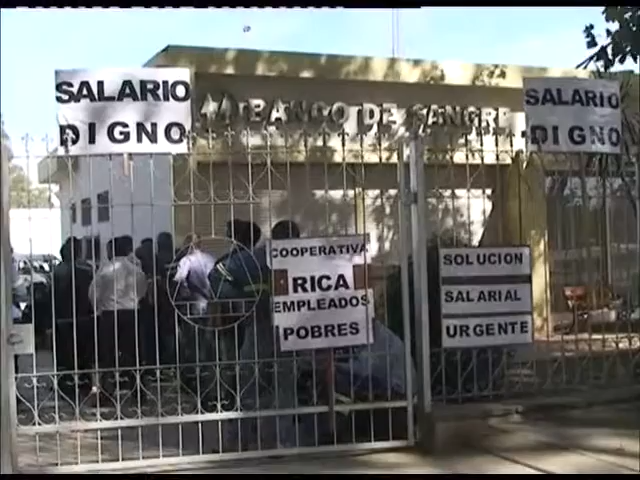 SALARIO
DIGNO
BANCO DE SANGRE
SALARIO
DIGNO
COOPERATIVA
RICA
EMPLEADOS
POBRES
SOLUCION
SALARIAL
URGENTE